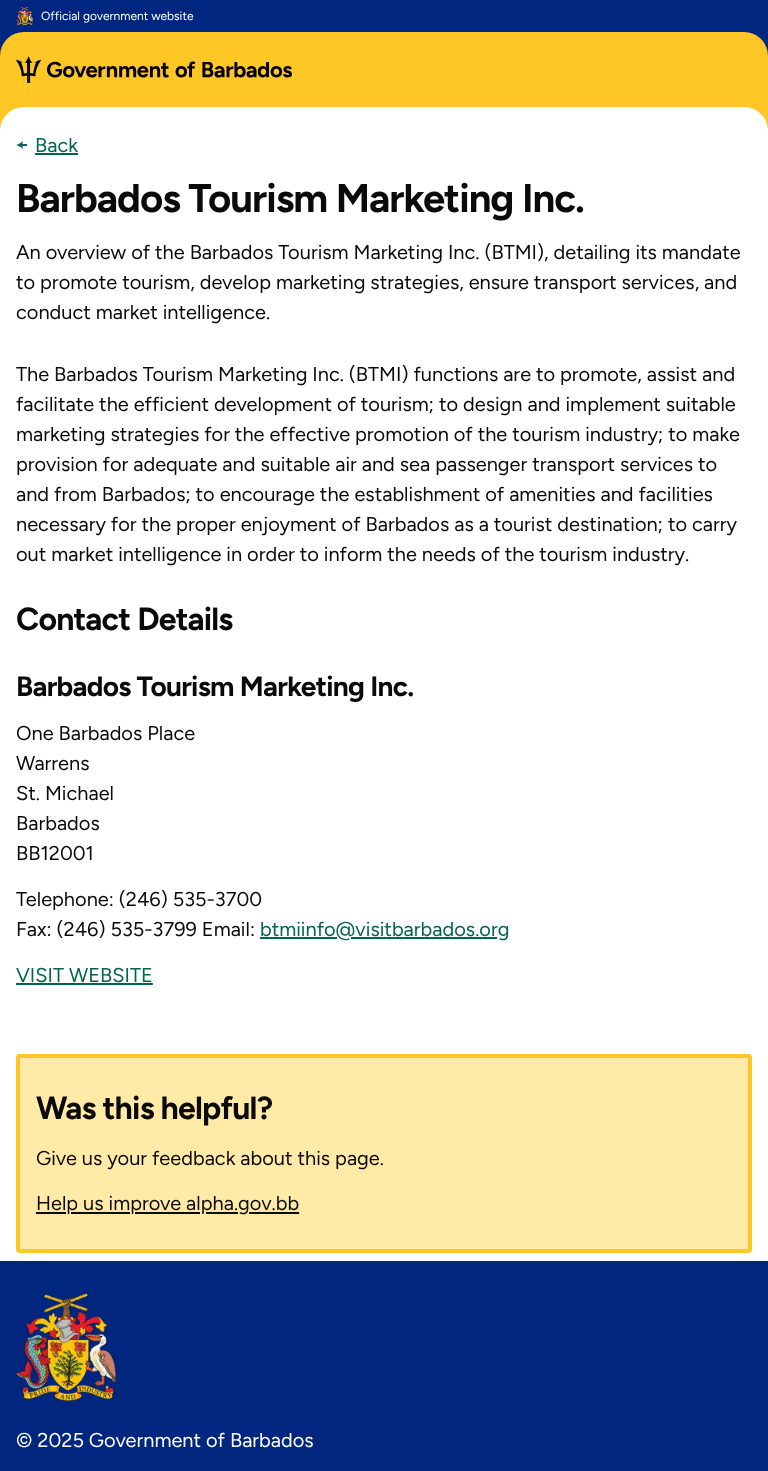 Official government website
Government of Barbados
Back
Barbados Tourism Marketing Inc.
An overview of the Barbados Tourism Marketing Inc. (BTMI), detailing its mandate
to promote tourism, develop marketing strategies, ensure transport services, and
conduct market intelligence.
The Barbados Tourism Marketing Inc. (BTMI) functions are to promote, assist and
facilitate the efficient development of tourism; to design and implement suitable
marketing strategies for the effective promotion of the tourism industry; to make
provision for adequate and suitable air and sea passenger transport services to
and from Barbados; to encourage the establishment of amenities and facilities
necessary for the proper enjoyment of Barbados as a tourist destination; to carry
out market intelligence in order to inform the needs of the tourism industry.
Contact Details
Barbados Tourism Marketing Inc.
One Barbados Place
Warrens
St. Michael
Barbados
BB12001
Telephone: (246) 535-3700
Fax: (246) 535-3799 Email: btmiinfo@visitbarbados.org
VISIT WEBSITE
Was this helpful?
Give us your feedback about this page.
Help us improve alpha.gov.bb
PRIDE AND INDUSTRY
© 2025 Government of Barbados